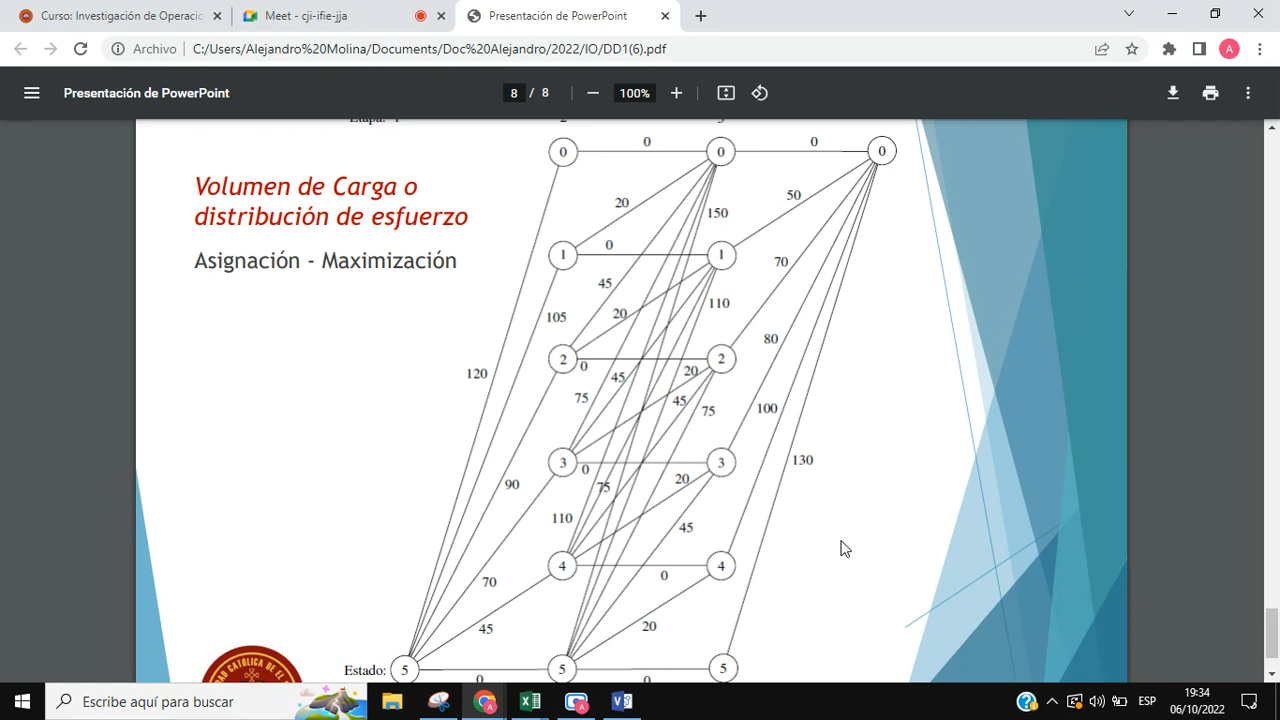 Curso: Investigación de Operacio
Meet - cji-ifie-jja
Presentación de PowerPoint
Archivo
C:/Users/Alejandro%20Molina/Documents/Doc%20Alejandro/2022/IO/DD1(6).pdf
A
Presentación de PowerPoint
8 / 8
100%
Volumen de Carga o
distribución de esfuerzo
Asignación - Maximización
0 0 0 0 0
20 150 50
1 0 1
45 70
105 20 110
120 2 0 2 80
45 20
75 45 75 100
3 0 3 130
90 75 20
110 45
4 0 4
70
45 20
Estado: 5 0 5 0 5
Escribe aquí para buscar
ESP
19:34
06/10/2022